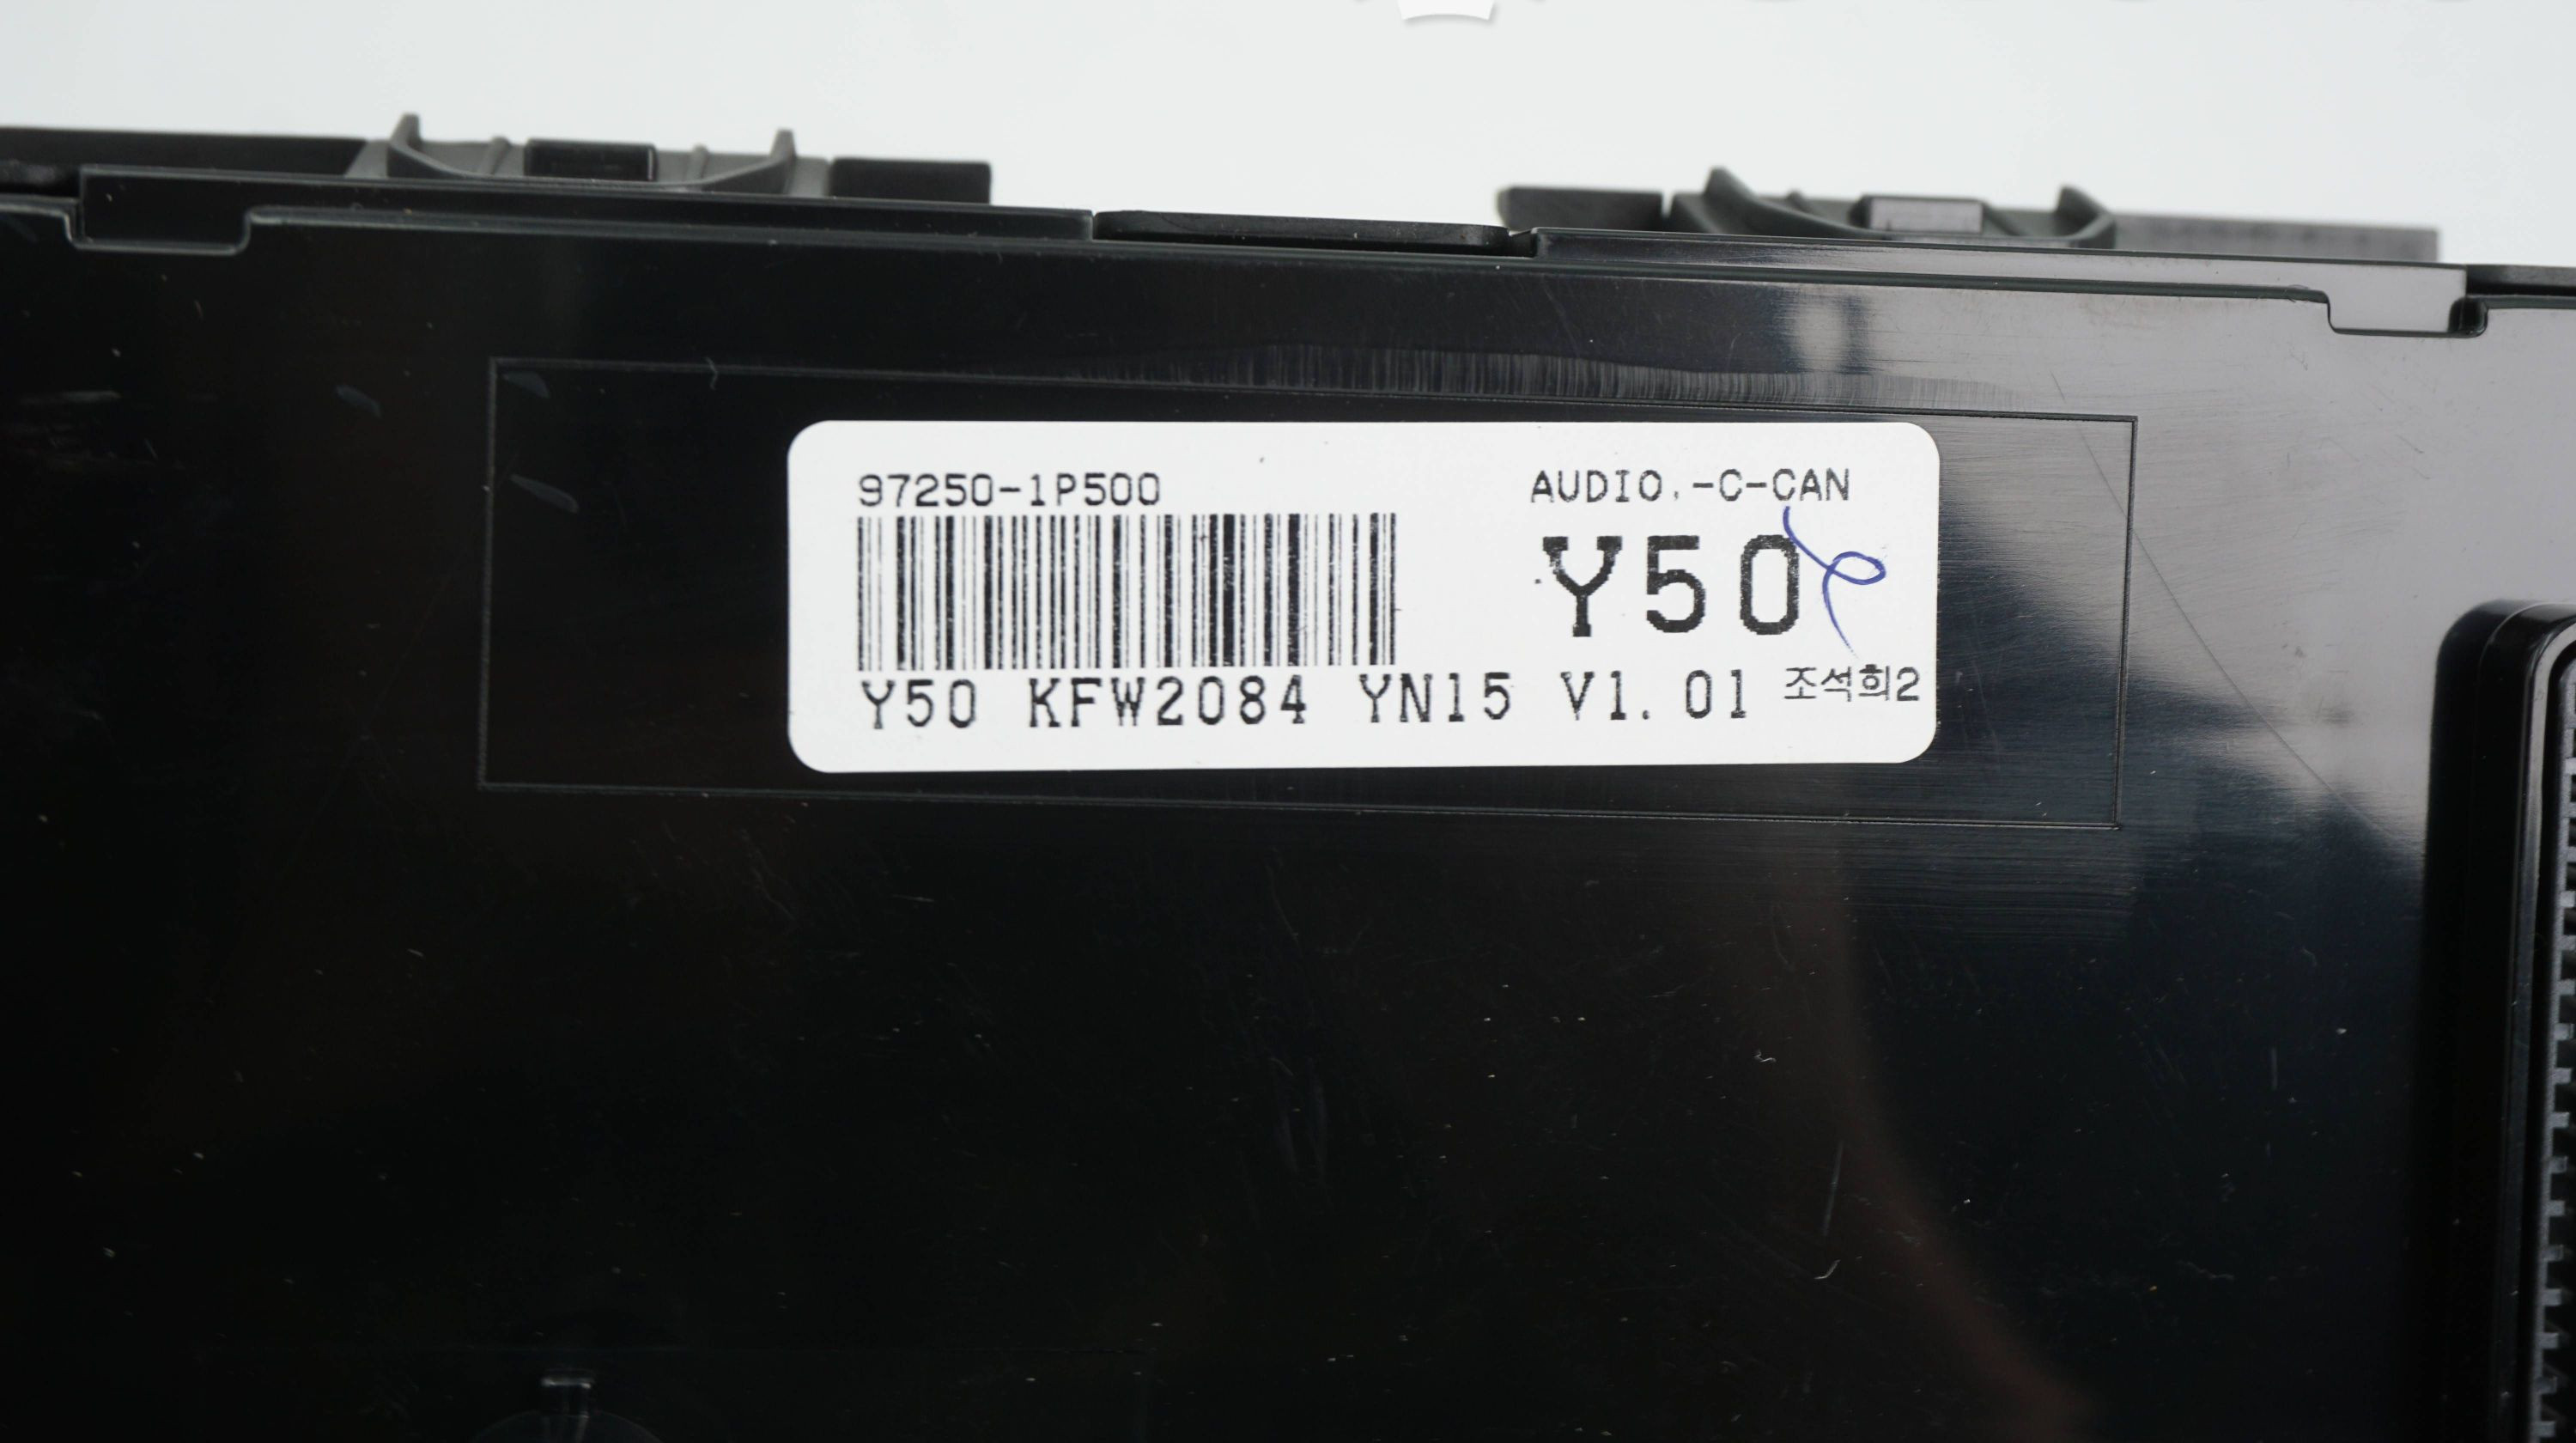 97250-1P500
AUDIO.-C-CAN
Y50
Y50 KFW2084 YN15 V1.01 조석희2